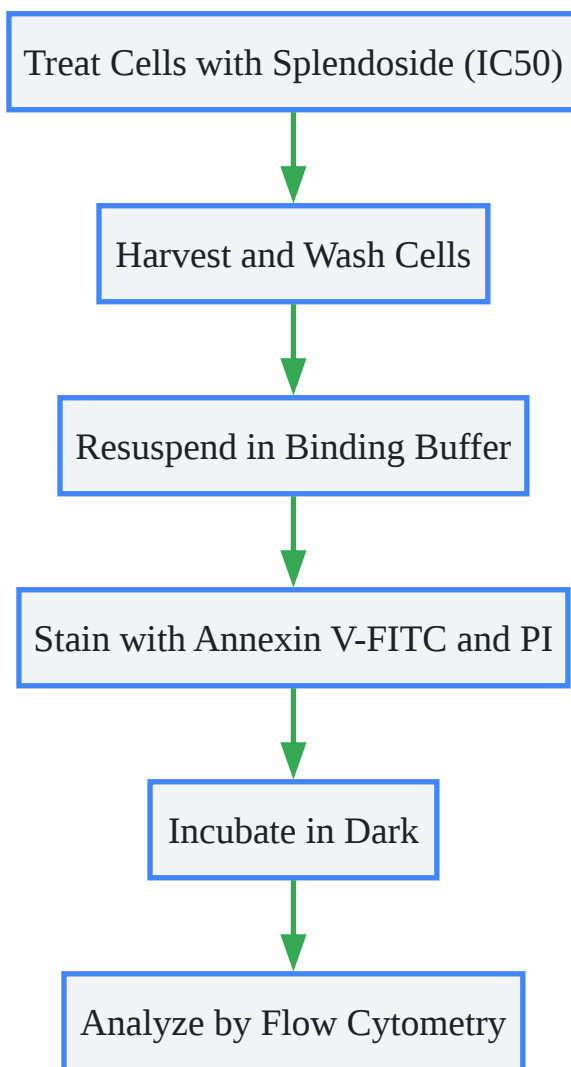 Treat Cells with Splendoside (IC50)
Harvest and Wash Cells
Resuspend in Binding Buffer
Stain with Annexin V-FITC and PI
Incubate in Dark
Analyze by Flow Cytometry